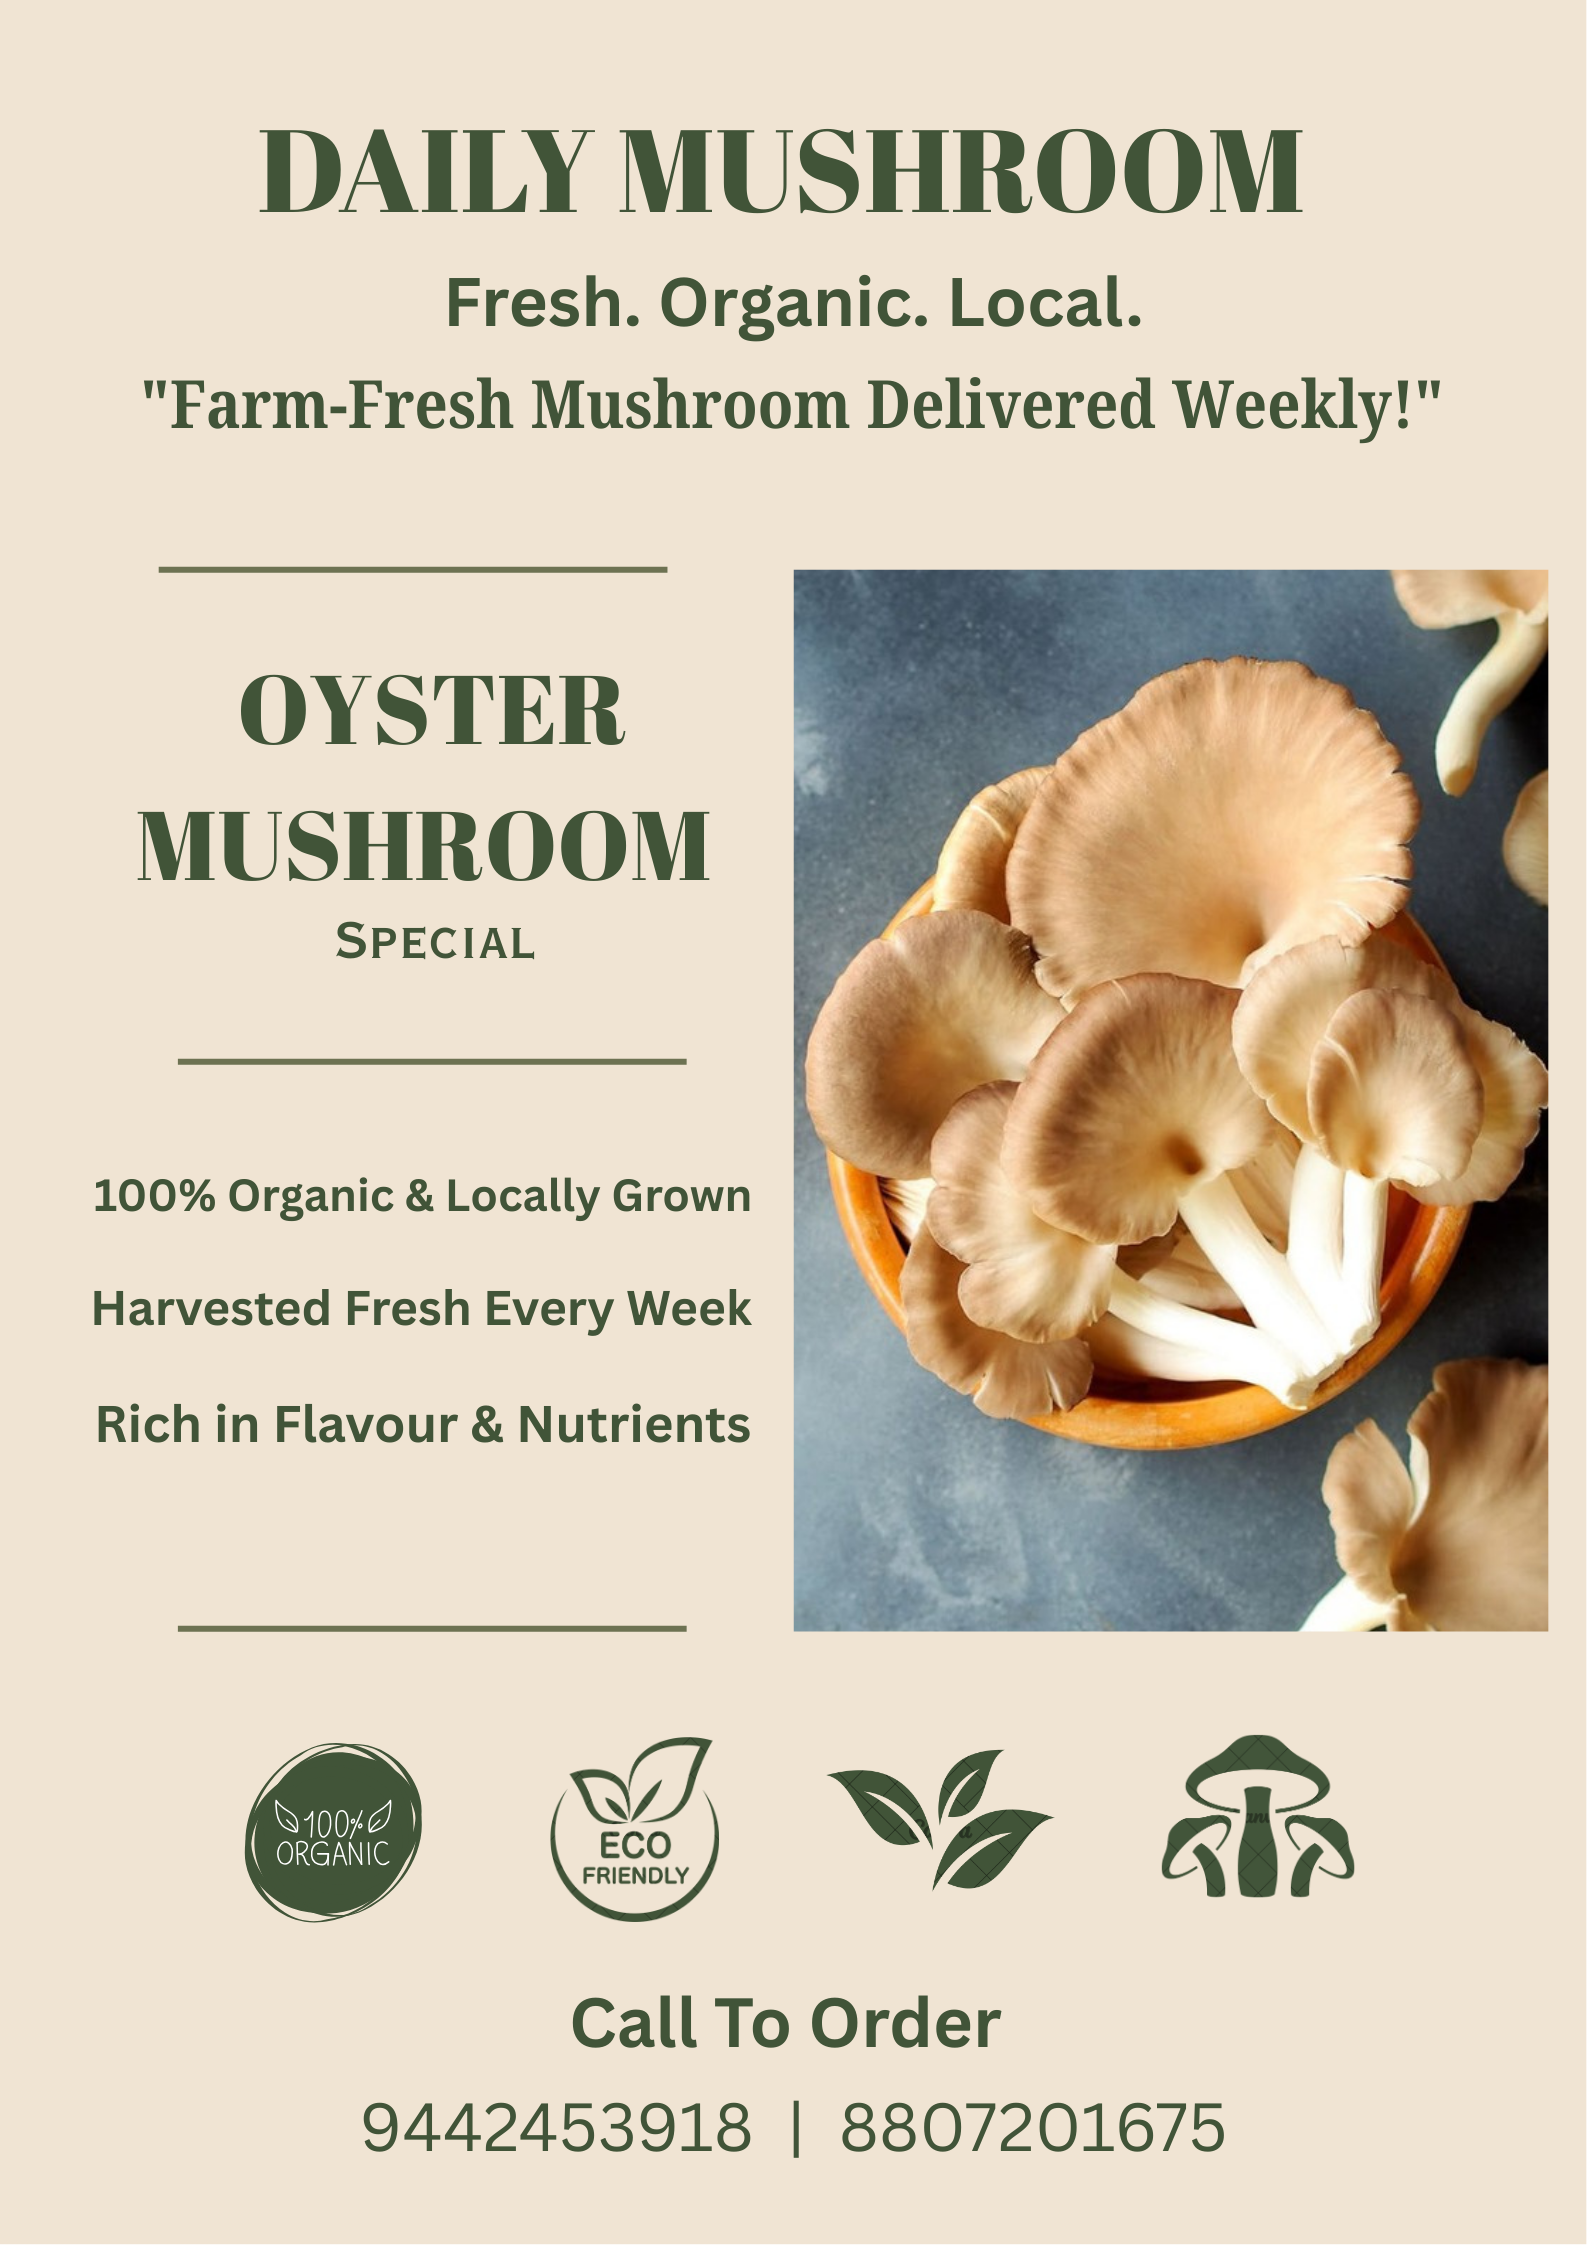 DAILY MUSHROOM
Fresh. Organic. Local.
"Farm-Fresh Mushroom Delivered Weekly!"
OYSTER
MUSHROOM
SPECIAL
100% Organic & Locally Grown
Harvested Fresh Every Week
Rich in Flavour & Nutrients
100%
ORGANIC
ECO
FRIENDLY
Call To Order
9442453918 | 8807201675